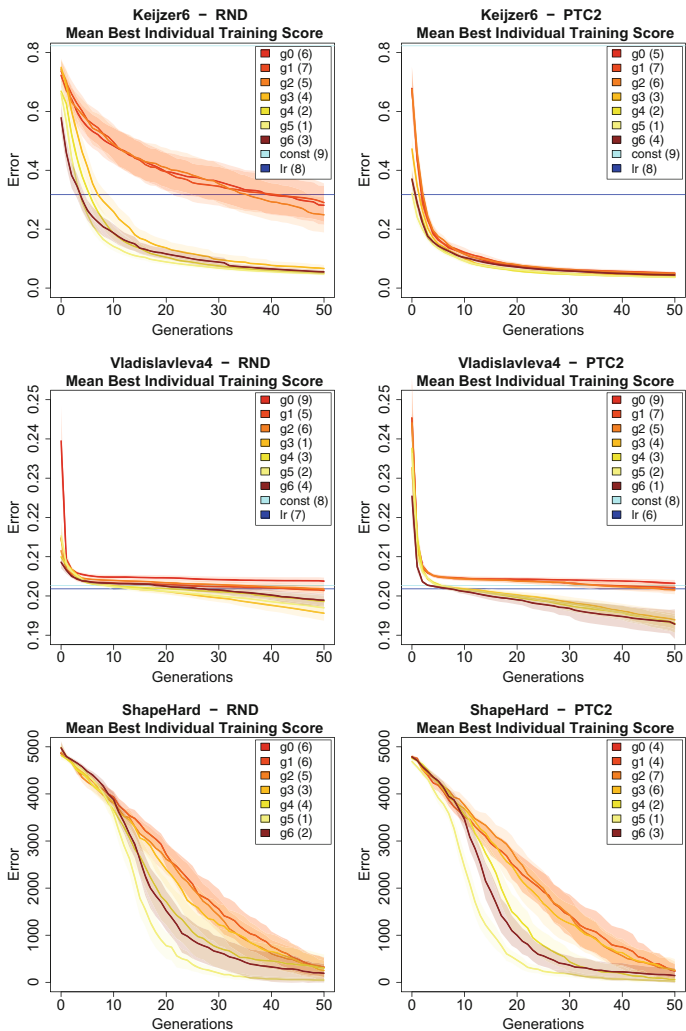 Keijzer6 − RND
Mean Best Individual Training Score
Error
0.0
0.2
0.4
0.6
0.8
g0 (6)
g1 (7)
g2 (5)
g3 (4)
g4 (2)
g5 (1)
g6 (3)
const (9)
lr (8)
0
10
20
30
40
50
Generations
Keijzer6 − PTC2
Mean Best Individual Training Score
Error
0.0
0.2
0.4
0.6
0.8
g0 (5)
g1 (7)
g2 (6)
g3 (3)
g4 (2)
g5 (1)
g6 (4)
const (9)
lr (8)
0
10
20
30
40
50
Generations
Vladislavleva4 − RND
Mean Best Individual Training Score
Error
0.19
0.20
0.21
0.22
0.23
0.24
0.25
g0 (9)
g1 (5)
g2 (6)
g3 (1)
g4 (3)
g5 (2)
g6 (4)
const (8)
lr (7)
0
10
20
30
40
50
Generations
Vladislavleva4 − PTC2
Mean Best Individual Training Score
Error
0.19
0.20
0.21
0.22
0.23
0.24
0.25
g0 (9)
g1 (7)
g2 (5)
g3 (4)
g4 (3)
g5 (2)
g6 (1)
const (8)
lr (6)
0
10
20
30
40
50
Generations
ShapeHard − RND
Mean Best Individual Training Score
Error
0
1000
2000
3000
4000
5000
g0 (6)
g1 (6)
g2 (5)
g3 (3)
g4 (4)
g5 (1)
g6 (2)
0
10
20
30
40
50
Generations
ShapeHard − PTC2
Mean Best Individual Training Score
Error
0
1000
2000
3000
4000
5000
g0 (4)
g1 (4)
g2 (7)
g3 (6)
g4 (2)
g5 (1)
g6 (3)
0
10
20
30
40
50
Generations